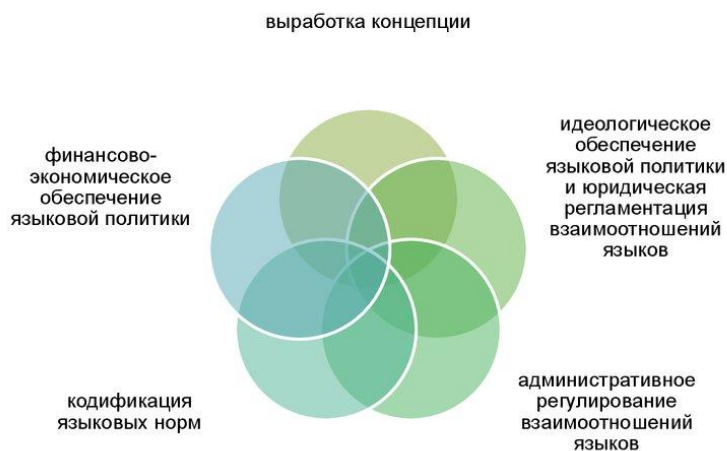 выработка концепции
финансово-
экономическое
обеспечение
языковой политики
идеологическое
обеспечение
языковой политики
и юридическая
регламентация
взаимоотношений
языков
кодификация
языковых норм
административное
регулирование
взаимоотношений
языков